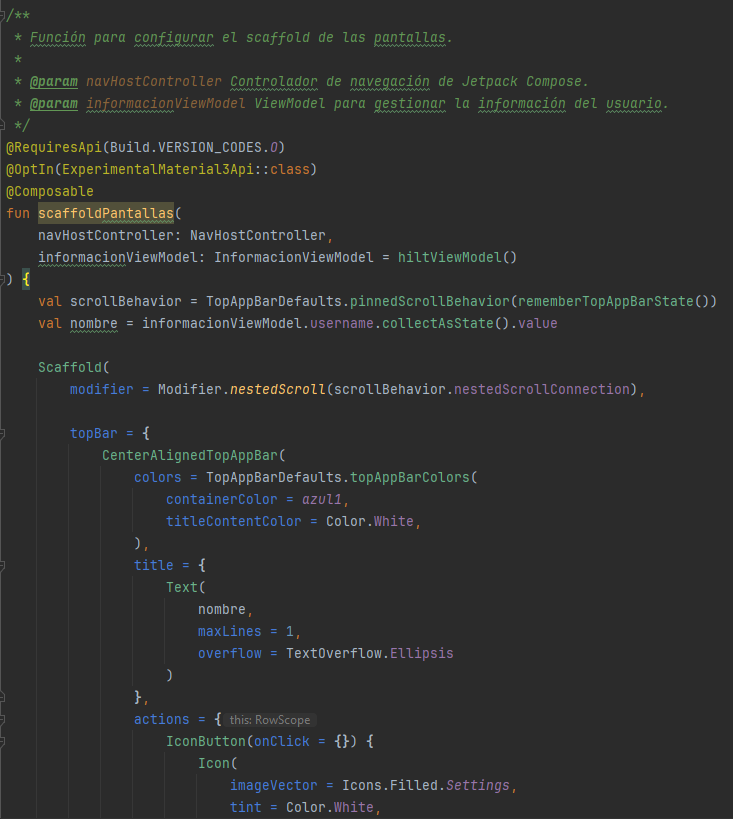 /**
 * Función para configurar el scaffold de las pantallas.
 *
 * @param navHostController Controlador de navegación de Jetpack Compose.
 * @param informacionViewModel ViewModel para gestionar la información del usuario.
 */
@RequiresApi(Build.VERSION_CODES.O)
@OptIn(ExperimentalMaterial3Api::class)
@Composable
fun scaffoldPantallas(
    navHostController: NavHostController,
    informacionViewModel: InformacionViewModel = hiltViewModel()
) {
    val scrollBehavior = TopAppBarDefaults.pinnedScrollBehavior(rememberTopAppBarState())
    val nombre = informacionViewModel.username.collectAsState().value

    Scaffold(
        modifier = Modifier.nestedScroll(scrollBehavior.nestedScrollConnection),

        topBar = {
            CenterAlignedTopAppBar(
                colors = TopAppBarDefaults.topAppBarColors(
                    containerColor = azul1,
                    titleContentColor = Color.White,
                ),
                title = {
                    Text(
                        nombre,
                        maxLines = 1,
                        overflow = TextOverflow.Ellipsis
                    )
                },
                actions = { this: RowScope
                    IconButton(onClick = {}) {
                        Icon(
                            imageVector = Icons.Filled.Settings,
                            tint = Color.White,